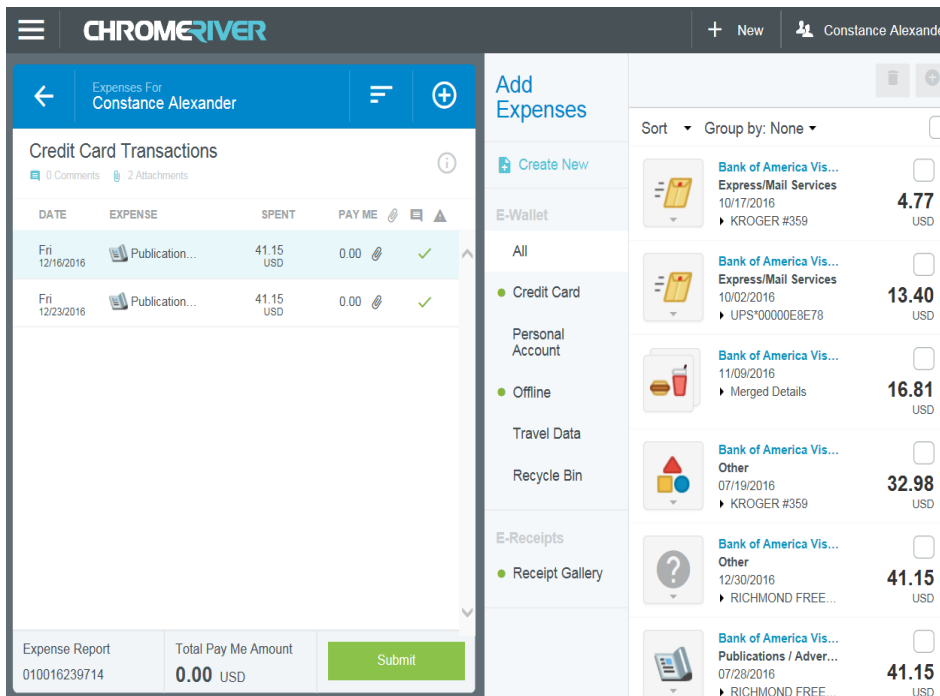 CHROMERIVER
New
Constance Alexande
Expenses For
Constance Alexander
Credit Card Transactions
0 Comments 2 Attachments
DATE EXPENSE SPENT PAY ME
Fri
12/16/2016
Publication...
41.15
USD
0.00
Fri
12/23/2016
Publication...
41.15
USD
0.00
Expense Report
010016239714
Total Pay Me Amount
0.00 USD
Submit
Add
Expenses
Create New
E-Wallet
All
Credit Card
Personal
Account
Offline
Travel Data
Recycle Bin
E-Receipts
Receipt Gallery
Sort Group by: None
Bank of America Vis...
Express/Mail Services
10/17/2016
KROGER #359
4.77
USD
Bank of America Vis...
Express/Mail Services
10/02/2016
UPS*00000E8E78
13.40
USD
Bank of America Vis...
11/09/2016
Merged Details
16.81
USD
Bank of America Vis...
Other
07/19/2016
KROGER #359
32.98
USD
Bank of America Vis...
Other
12/30/2016
RICHMOND FREE...
41.15
USD
Bank of America Vis...
Publications / Adver...
07/28/2016
RICHMOND FREE...
41.15
USD